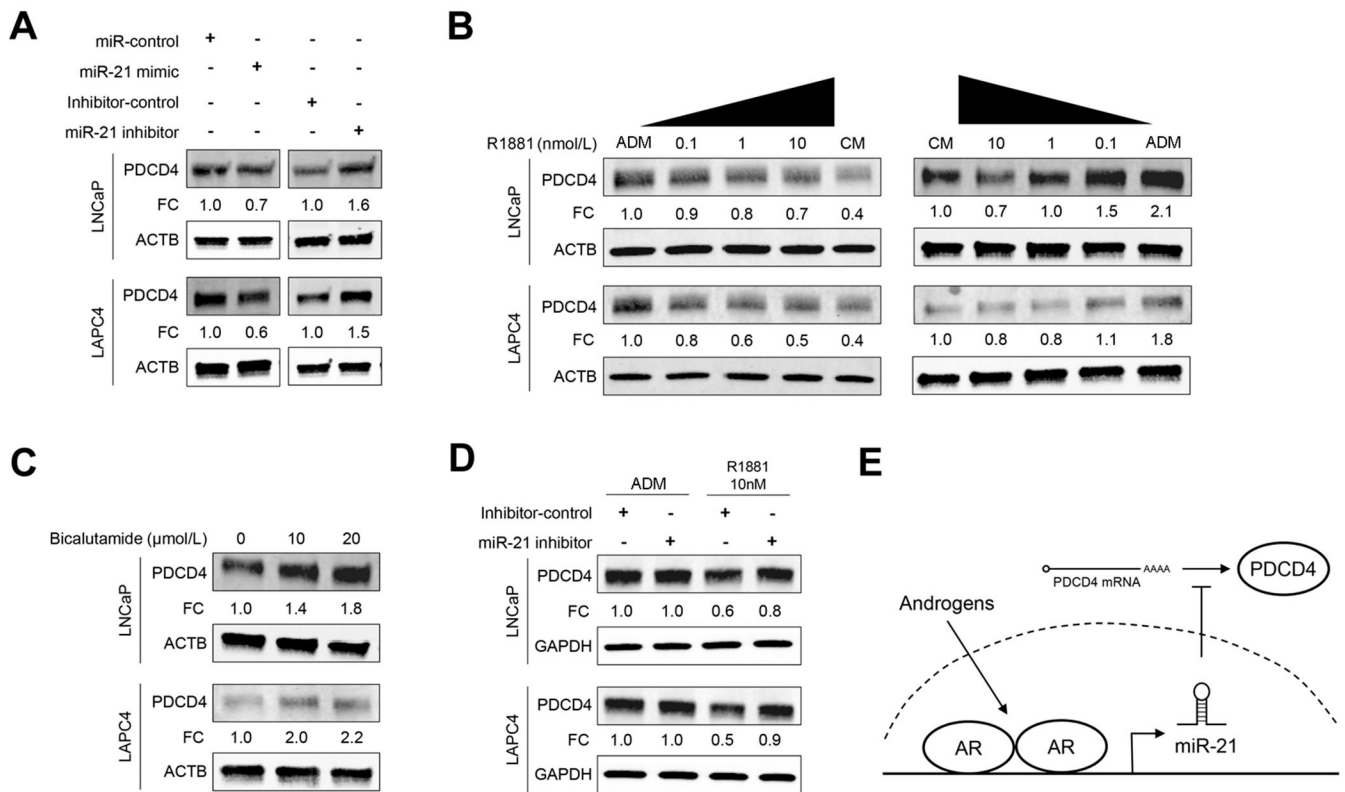 A
miR-control + - - -
miR-21 mimic - + - -
Inhibitor-control - - + -
miR-21 inhibitor - - - +
LNCaP
PDCD4
FC 1.0 0.7 1.0 1.6
ACTB
LAPC4
PDCD4
FC 1.0 0.6 1.0 1.5
ACTB
B
R1881 (nmol/L) ADM 0.1 1 10 CM CM 10 1 0.1 ADM
LNCaP
PDCD4 PDCD4
FC 1.0 0.9 0.8 0.7 0.4 1.0 0.7 1.0 1.5 2.1
ACTB
LAPC4
PDCD4
FC 1.0 0.8 0.6 0.5 0.4 1.0 0.8 0.8 1.1 1.8
ACTB
C
Bicalutamide (µmol/L) 0 10 20
LNCaP
PDCD4
FC 1.0 1.4 1.8
ACTB
LAPC4
PDCD4
FC 1.0 2.0 2.2
ACTB
D
ADM R1881
10nM
Inhibitor-control + - + -
miR-21 inhibitor - + - +
LNCaP
PDCD4
FC 1.0 1.0 0.6 0.8
GAPDH
LAPC4
PDCD4
FC 1.0 1.0 0.5 0.9
GAPDH
E
AAAA
PDCD4 mRNA
PDCD4
Androgens
AR AR
miR-21